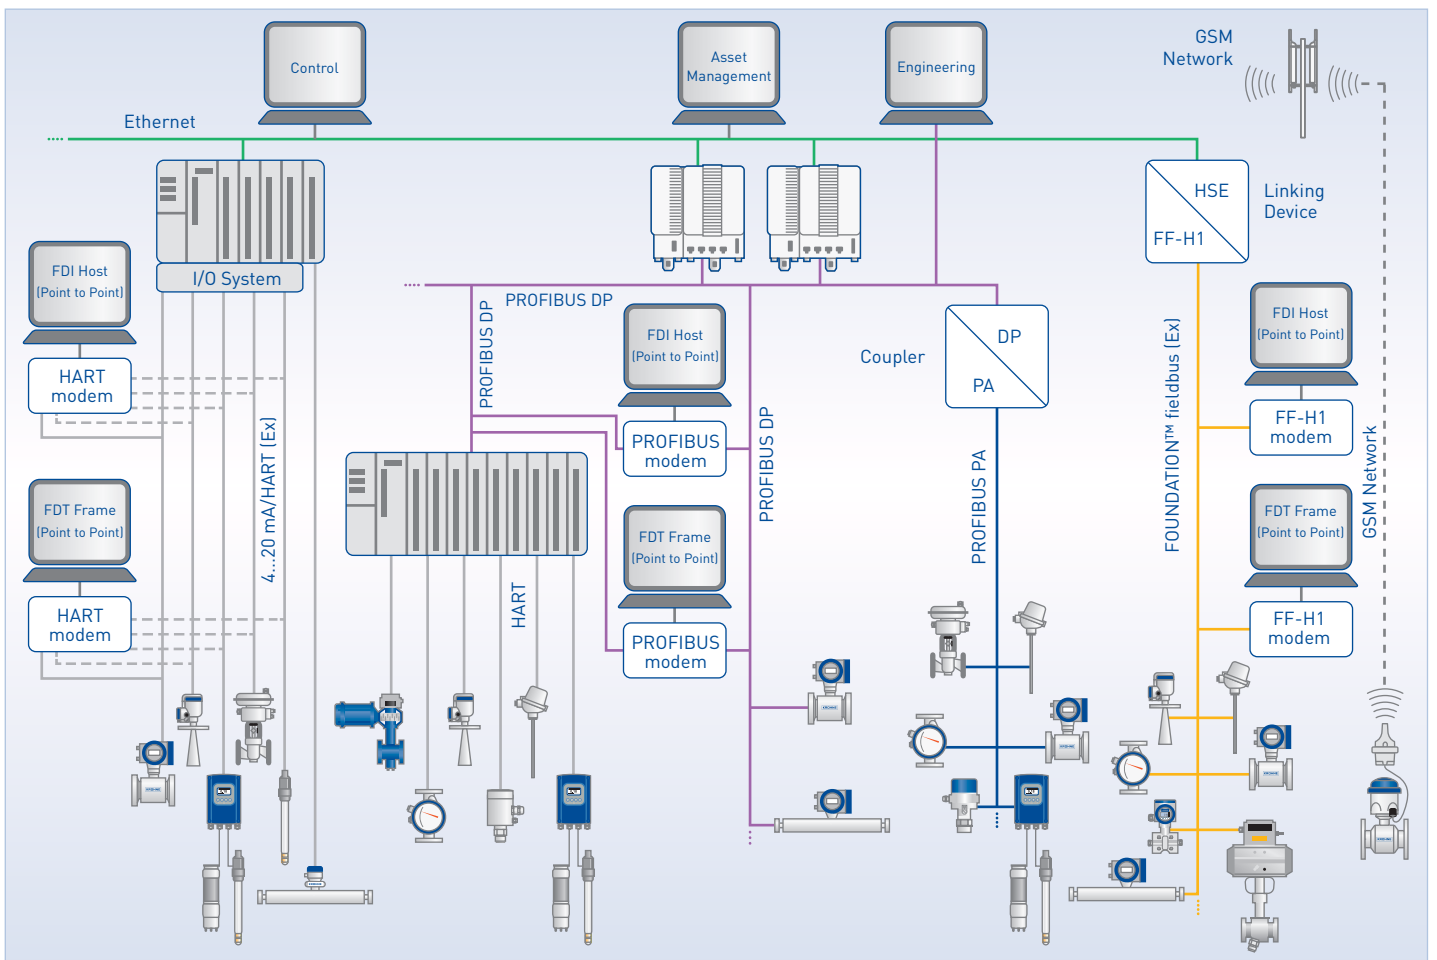 GSM
Network
Control
Asset
Management
Engineering
Ethernet
HSE
FF-H1
Linking
Device
I/O System
FDI Host
(Point to Point)
HART
modem
PROFIBUS DP
PROFIBUS DP
FDI Host
(Point to Point)
PROFIBUS
modem
PROFIBUS DP
Coupler
DP
PA
FOUNDATION™ fieldbus (Ex)
FDI Host
(Point to Point)
FF-H1
modem
GSM Network
4...20 mA/HART (Ex)
FDT Frame
(Point to Point)
HART
modem
HART
FDT Frame
(Point to Point)
PROFIBUS
modem
PROFIBUS PA
FDT Frame
(Point to Point)
FF-H1
modem